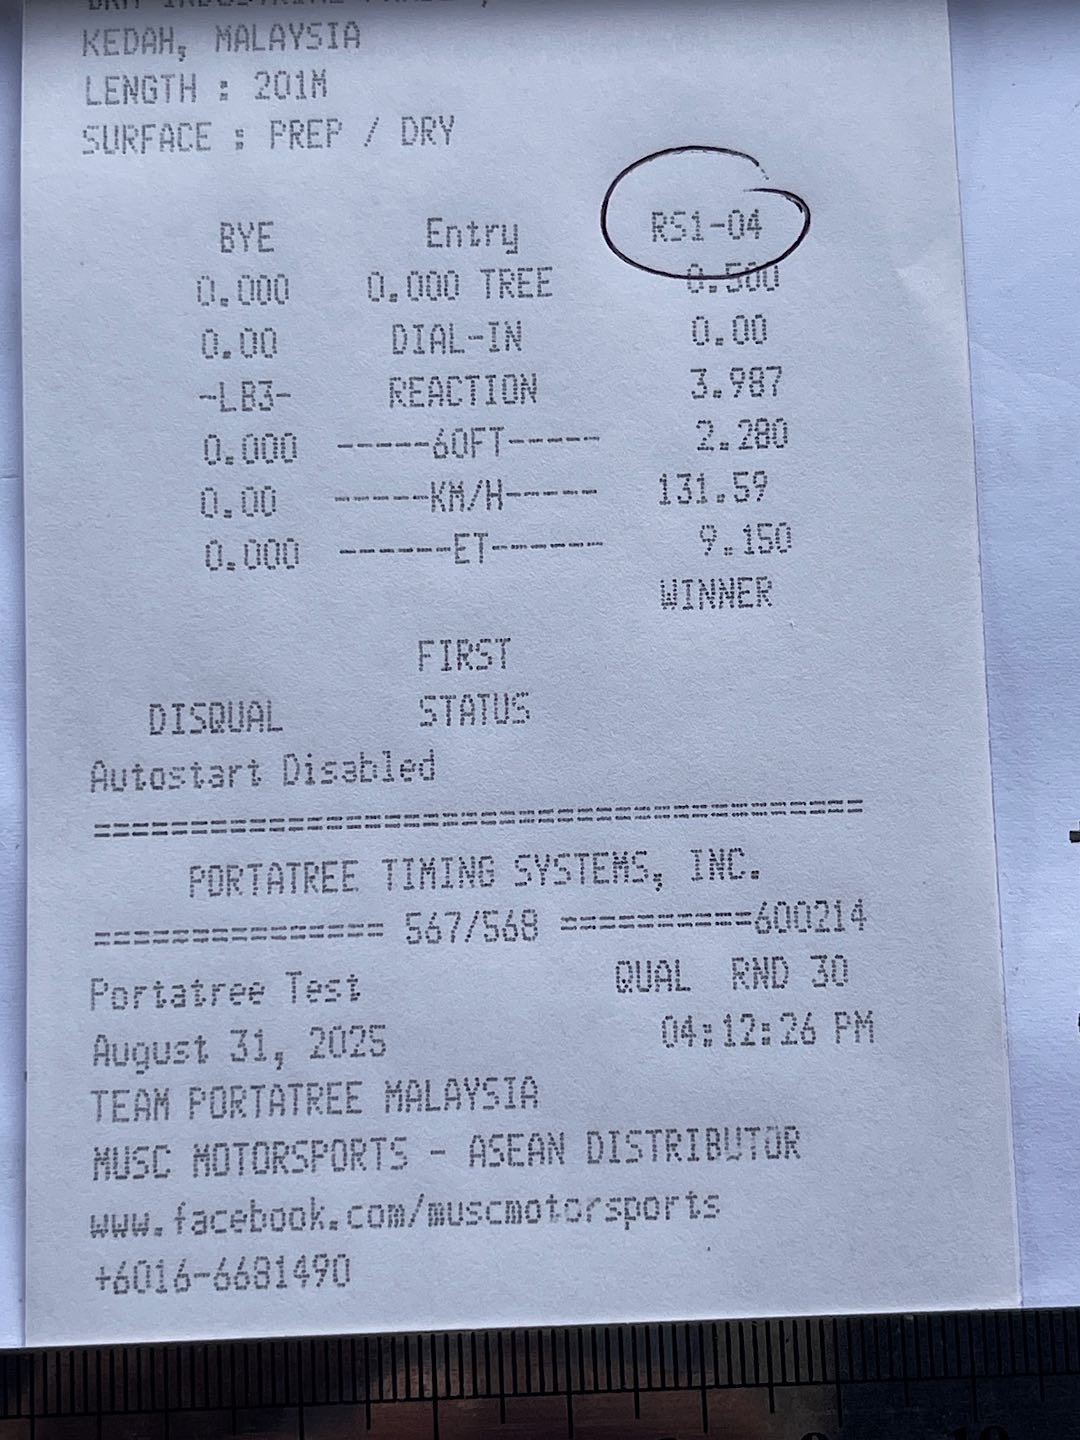 INDUSTRIAL
KEDAH, MALAYSIA
LENGTH : 201M
SURFACE : PREP / DRY
BYE Entry RS1-04
0.000 0.000 TREE 0.500
0.00 DIAL-IN 0.00
-LB3- REACTION 3.987
0.000 -----60FT----- 2.280
0.00 -----KM/H----- 131.59
0.000 ------ET------ 9.150
WINNER
FIRST
DISQUAL STATUS
Autostart Disabled
========================================
PORTATREE TIMING SYSTEMS, INC.
=============== 567/568 ==========600214
Portatree Test QUAL RND 30
August 31, 2025 04:12:26 PM
TEAM PORTATREE MALAYSIA
MUSC MOTORSPORTS - ASEAN DISTRIBUTOR
www.facebook.com/muscmotorsports
+6016-6681490